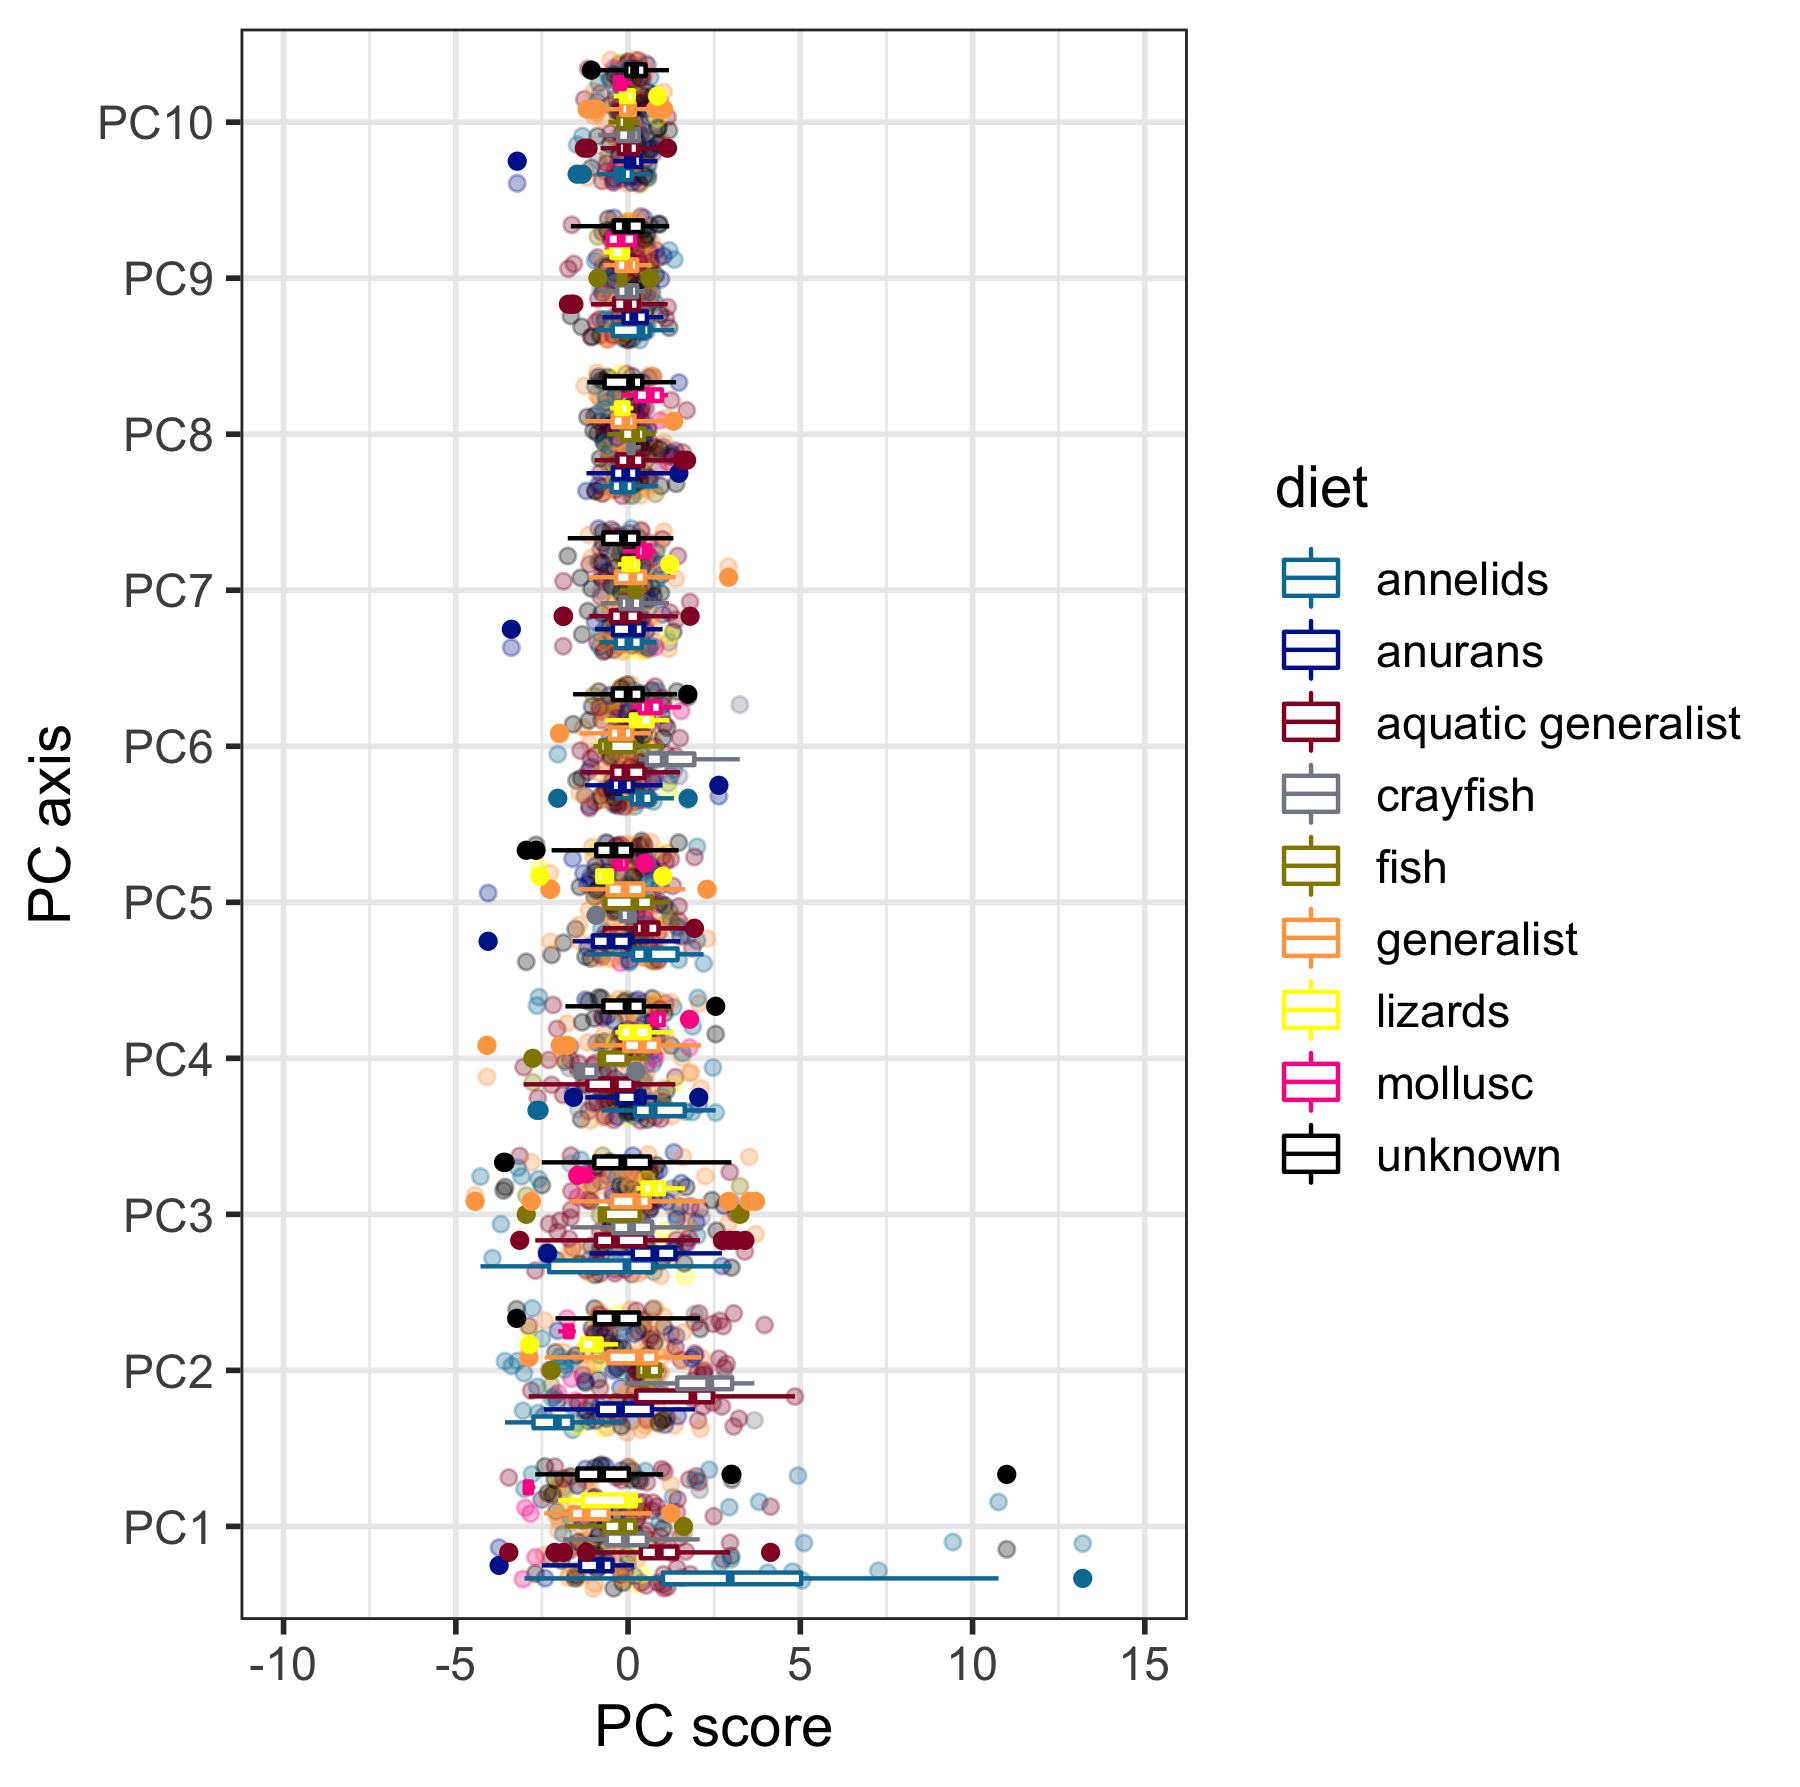 PC10
PC9
PC8
PC7
PC6
PC5
PC4
PC3
PC2
PC1
PC axis
-10 -5 0 5 10 15
PC score
diet
annelids
anurans
aquatic generalist
crayfish
fish
generalist
lizards
mollusc
unknown